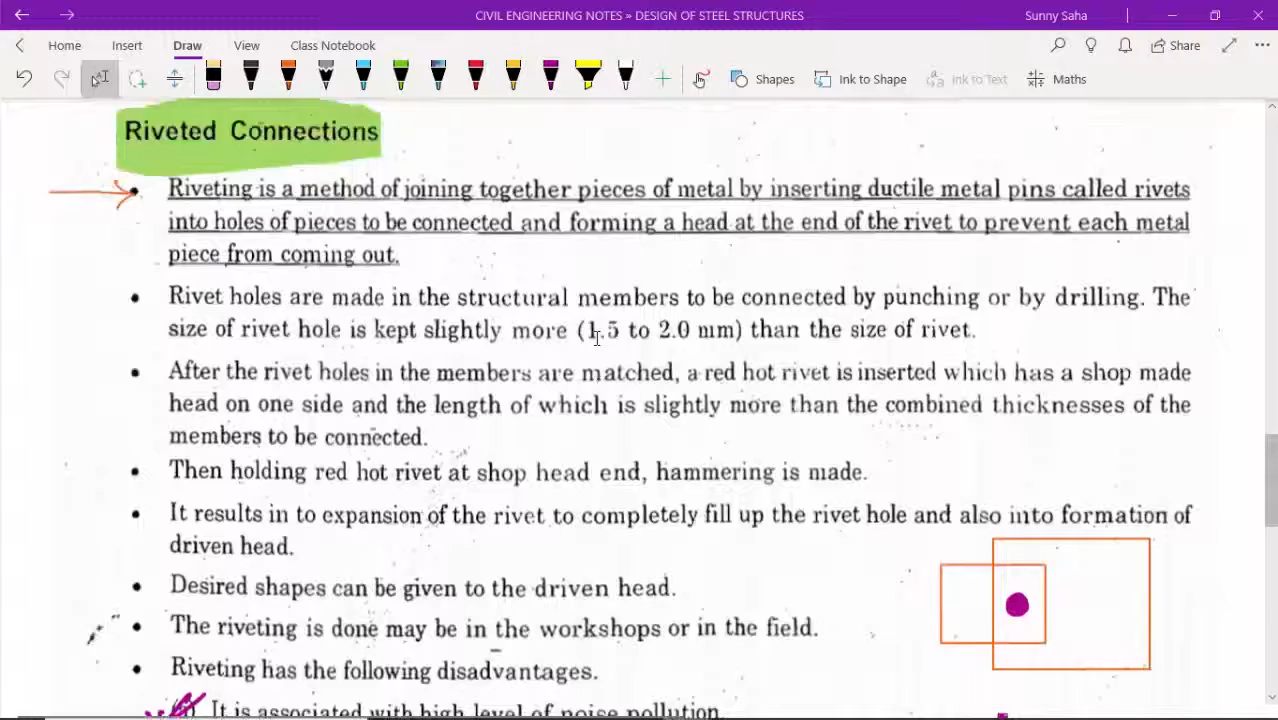 CIVIL ENGINEERING NOTES » DESIGN OF STEEL STRUCTURES
Sunny Saha
Home Insert Draw View Class Notebook
Share
Shapes Ink to Shape Ink to Text Maths
Riveted Connections
• Riveting is a method of joining together pieces of metal by inserting ductile metal pins called rivets
into holes of pieces to be connected and forming a head at the end of the rivet to prevent each metal
piece from coming out.
• Rivet holes are made in the structural members to be connected by punching or by drilling. The
size of rivet hole is kept slightly more (1.5 to 2.0 mm) than the size of rivet.
• After the rivet holes in the members are matched, a red hot rivet is inserted which has a shop made
head on one side and the length of which is slightly more than the combined thicknesses of the
members to be connected.
• Then holding red hot rivet at shop head end, hammering is made.
• It results in to expansion of the rivet to completely fill up the rivet hole and also into formation of
driven head.
• Desired shapes can be given to the driven head.
• The riveting is done may be in the workshops or in the field.
• Riveting has the following disadvantages.
It is associated with high level of noise pollution.